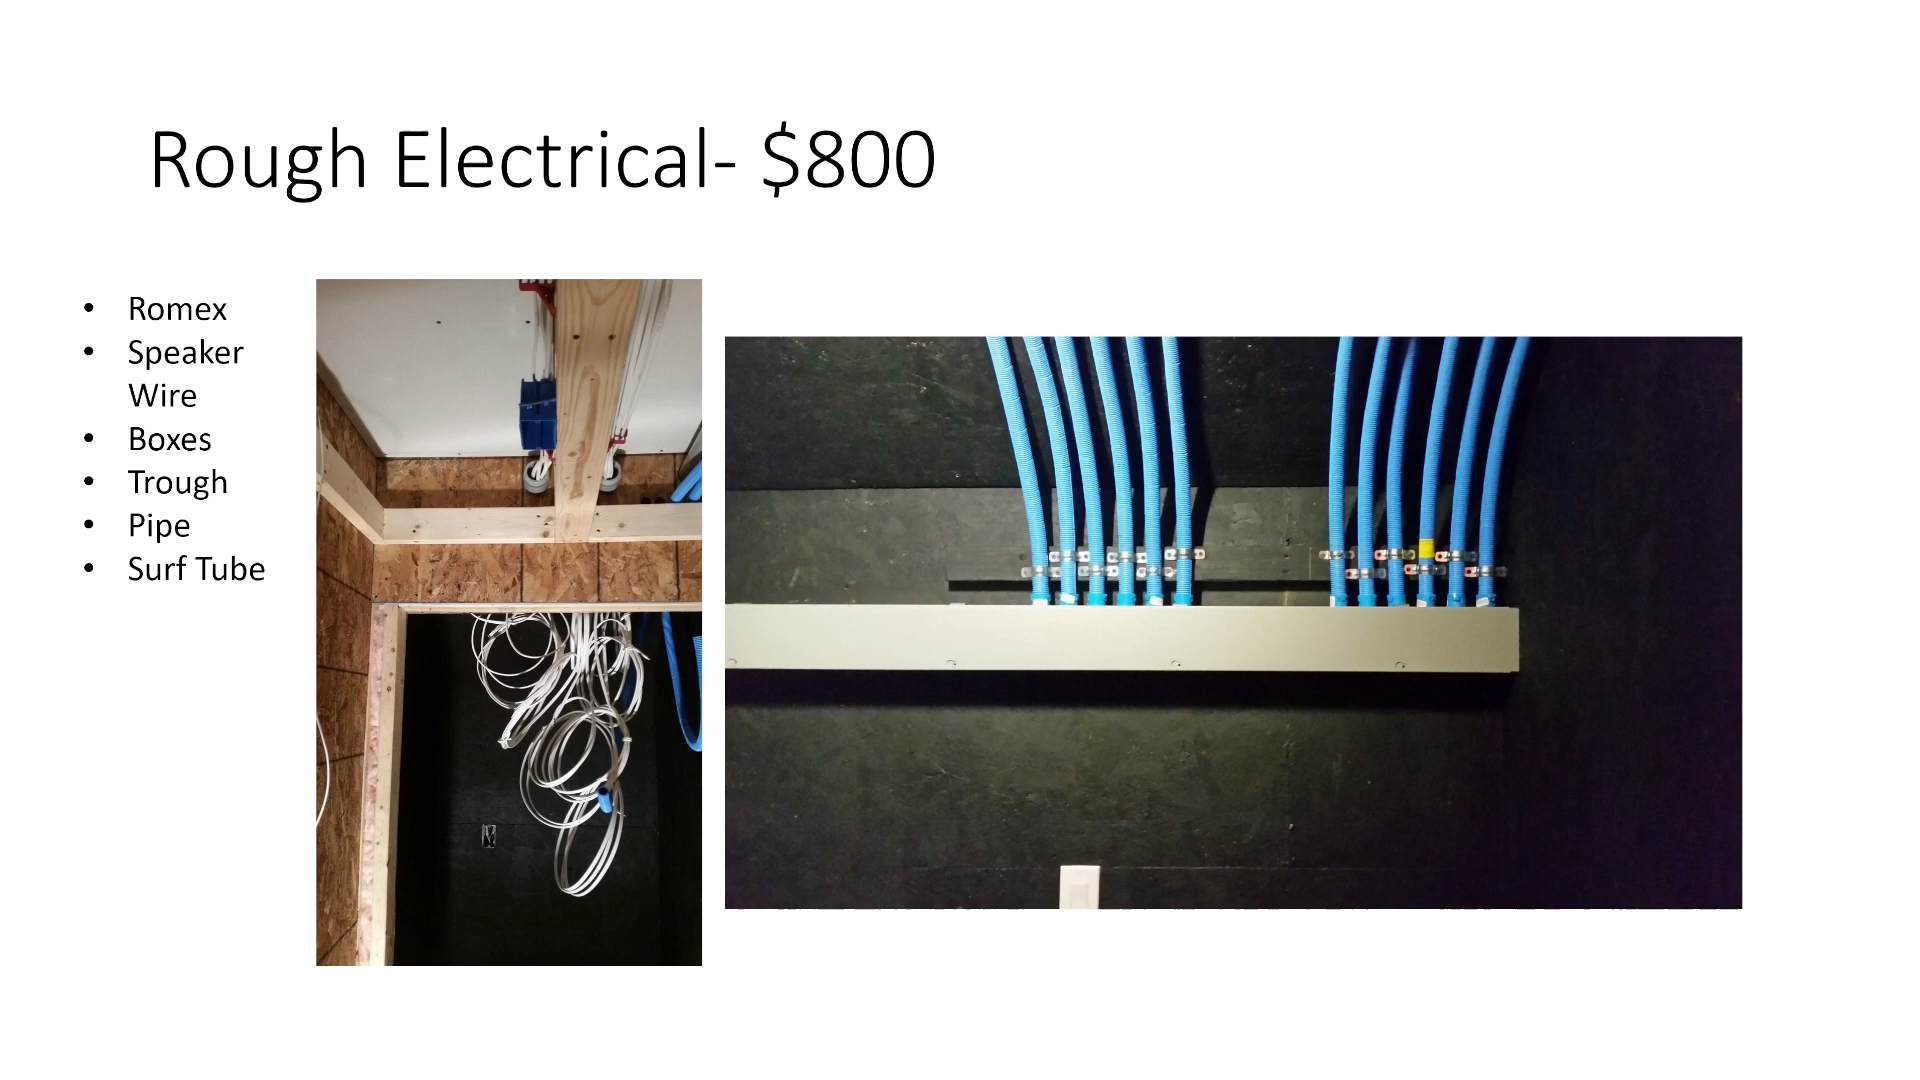 Rough Electrical- $800
• Romex
• Speaker
Wire
• Boxes
• Trough
• Pipe
• Surf Tube